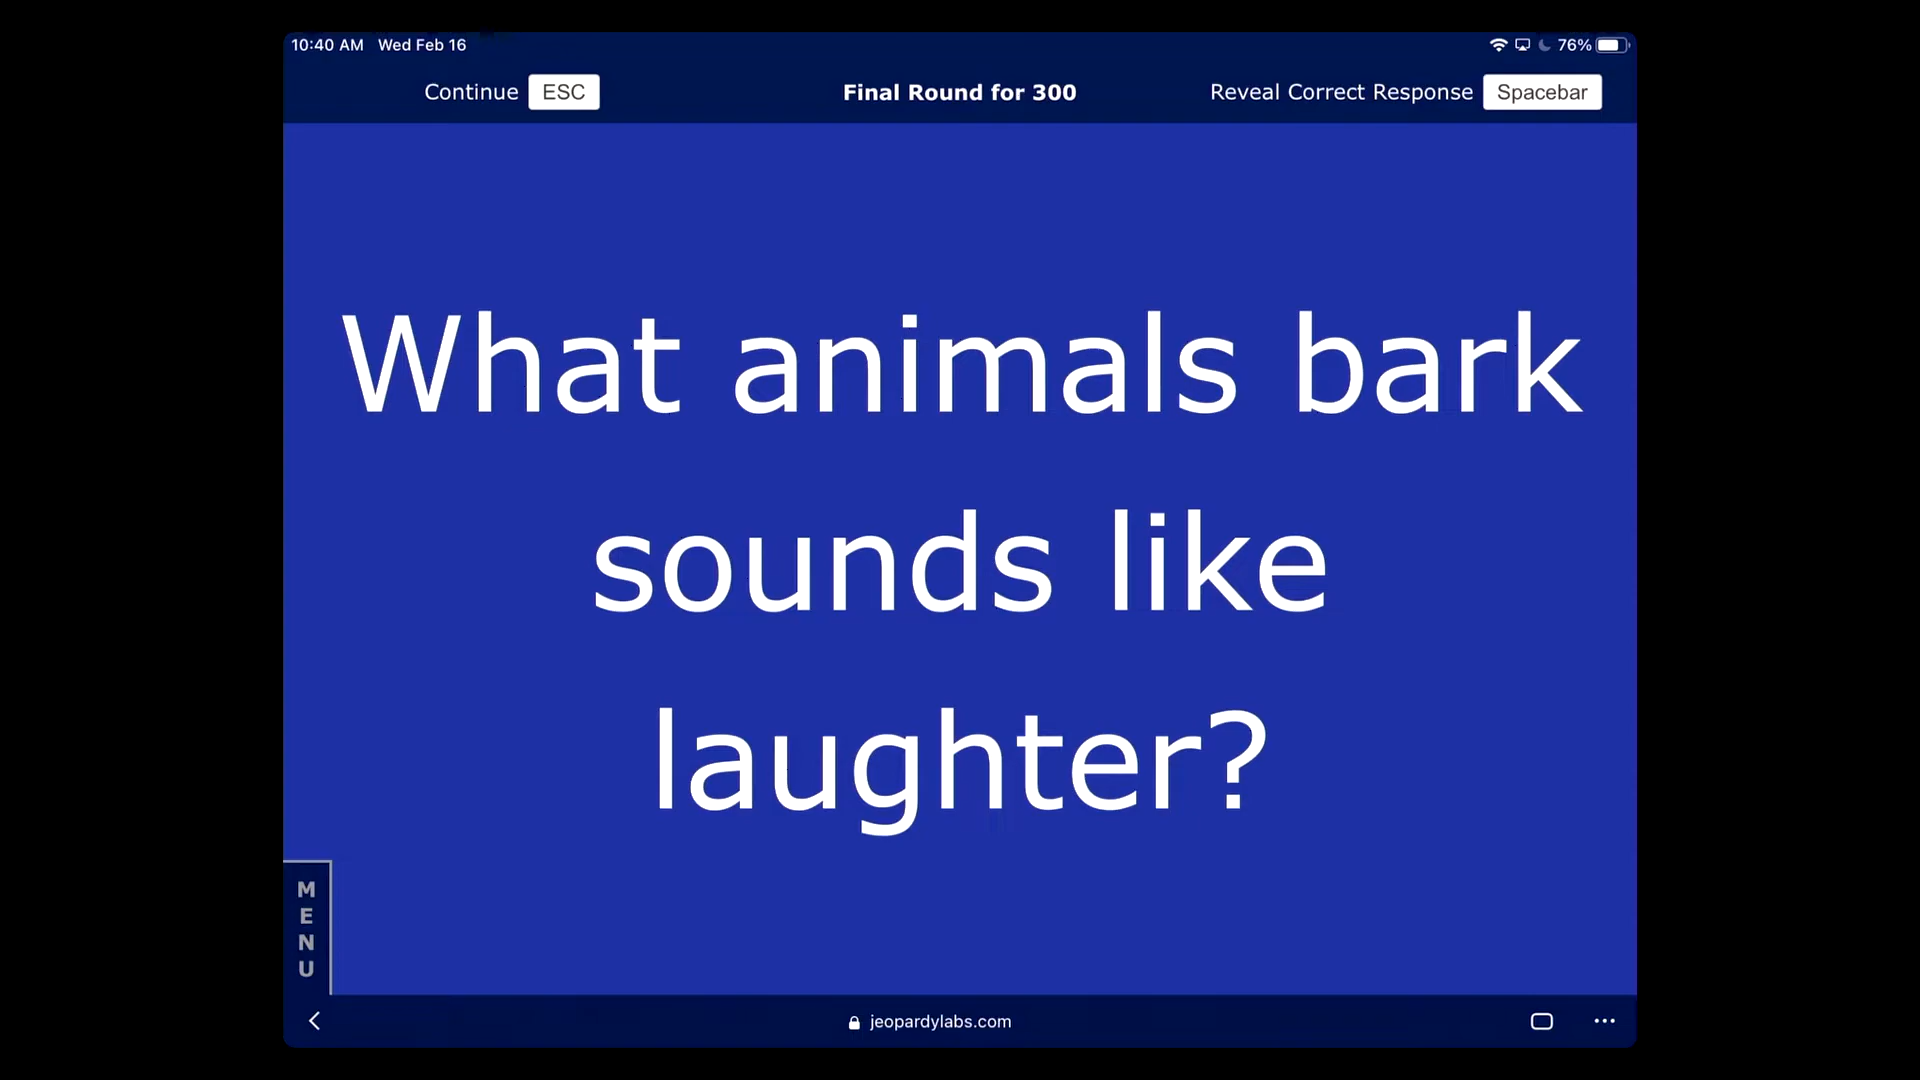 10:40 AM Wed Feb 16 76%
Continue ESC Final Round for 300 Reveal Correct Response Spacebar
What animals bark
sounds like
laughter?
MENU
jeopardylabs.com